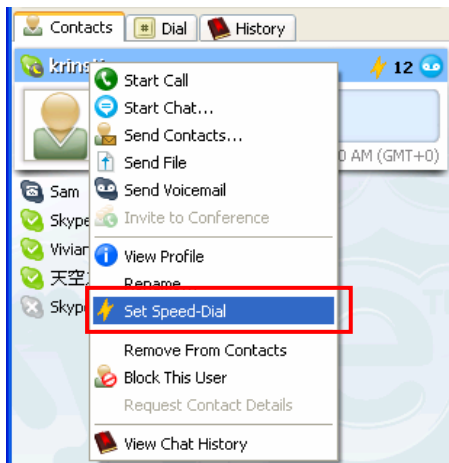 Contacts # Dial History
12
Start Call
Start Chat...
0 AM (GMT+0)
Send Contacts...
Send File
Sam
Send Voicemail
Skype
Invite to Conference
View Profile
天空
Rename
Set Speed-Dial
Remove From Contacts
Block This User
Request Contact Details
View Chat History